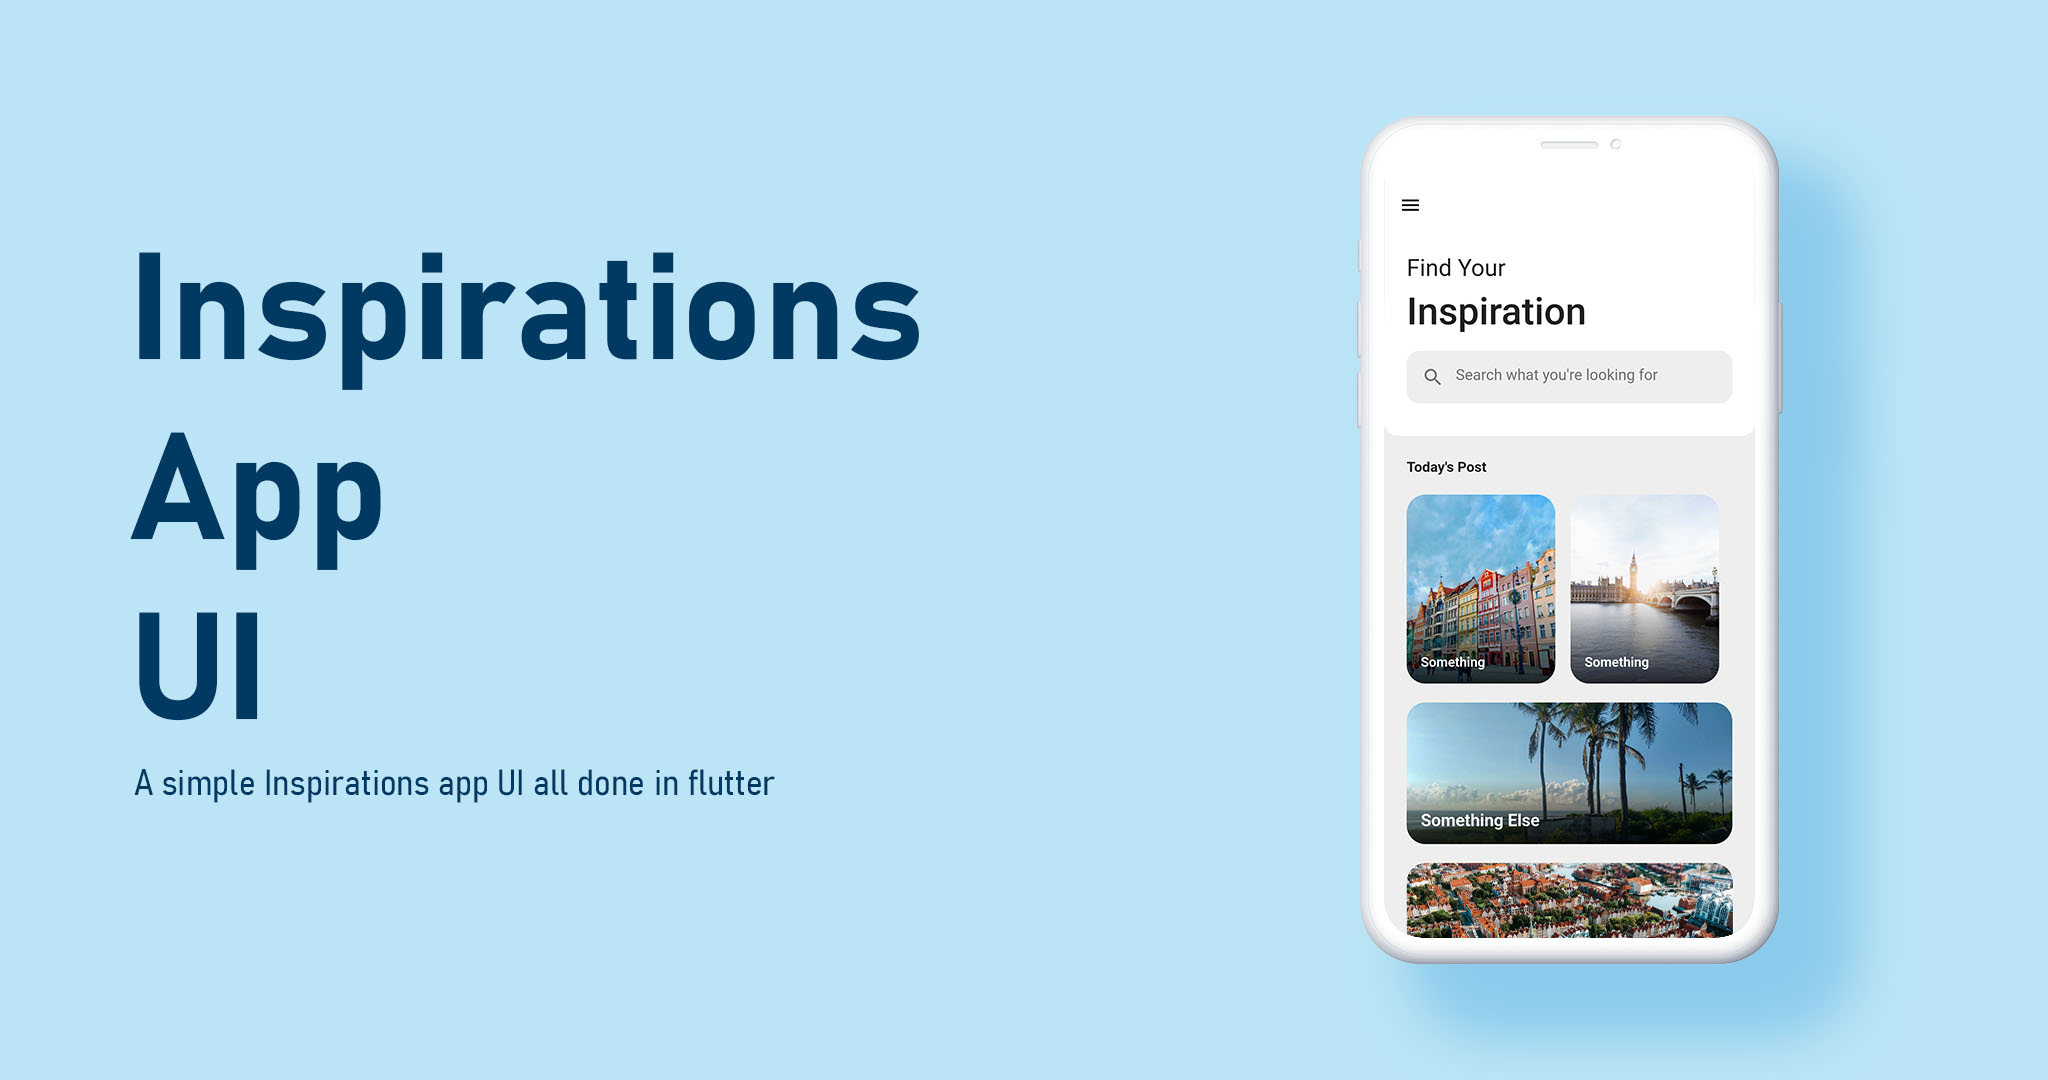 Inspirations
App
UI
A simple Inspirations app UI all done in flutter
Find Your
Inspiration
Search what you're looking for
Today's Post
Something
Something
Something Else